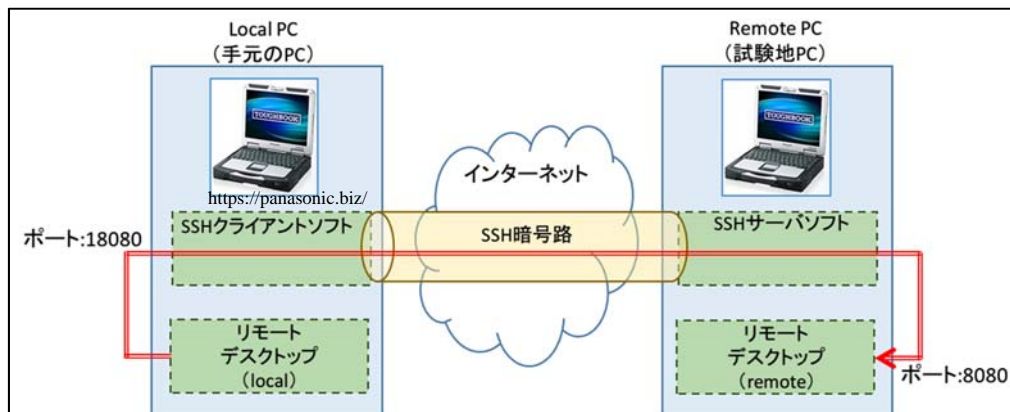 Local PC
（手元のPC）
Remote PC
（試験地PC）
TOUGHBOOK
TOUGHBOOK
https://panasonic.biz/
インターネット
SSHクライアントソフト
SSH暗号路
SSHサーバソフト
ポート:18080
リモート
デスクトップ
（local）
リモート
デスクトップ
（remote）
ポート:8080